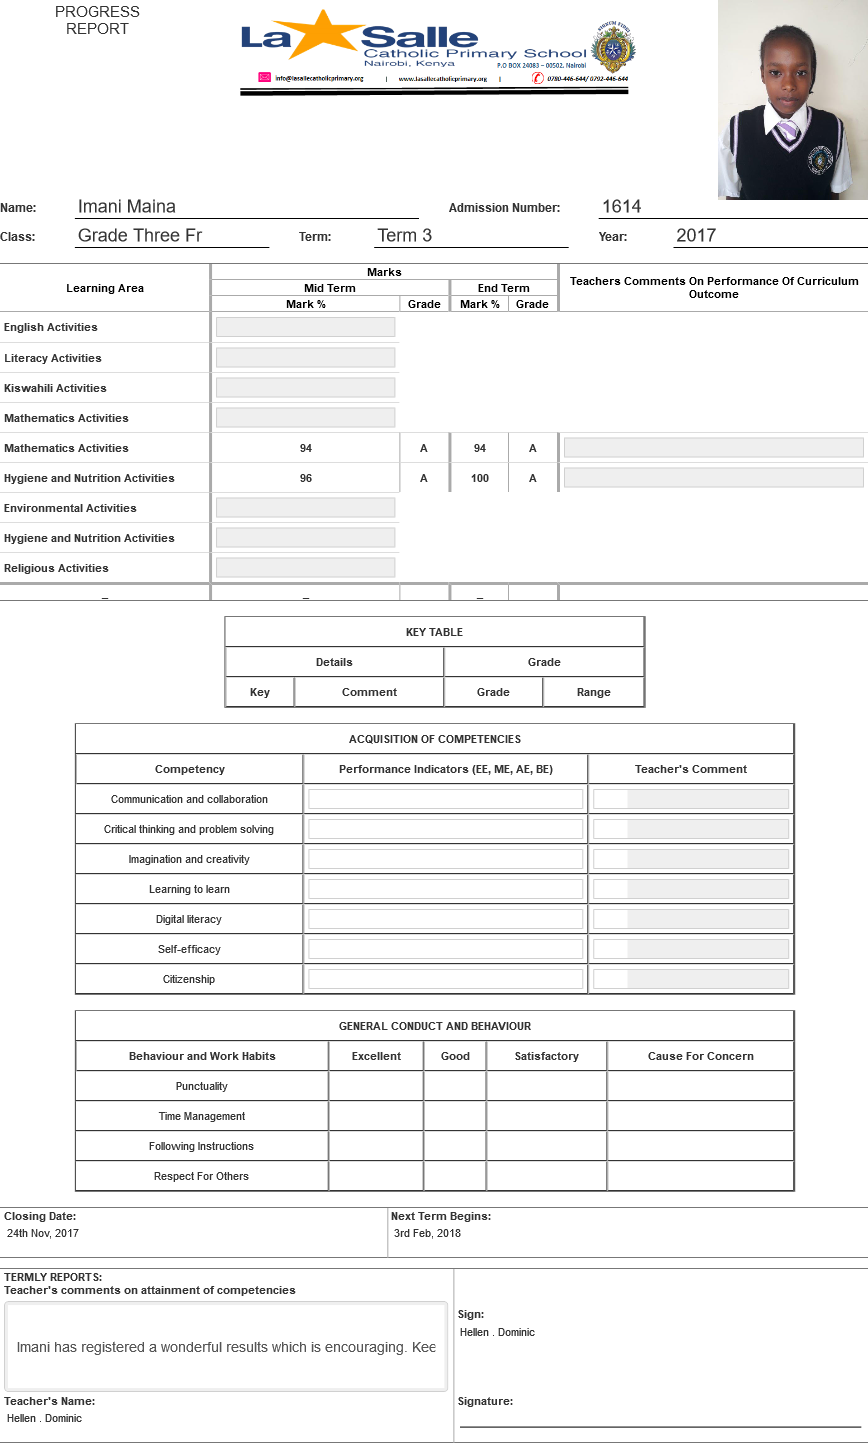 PROGRESS
REPORT
La Salle
Catholic Primary School
Nairobi, Kenya
P.O BOX 24083 – 00502, Nairobi
info@lasallecatholicprimary.org | www.lasallecatholicprimary.org | 0780-446-644/ 0792-446-644
Name: Imani Maina Admission Number: 1614
Class: Grade Three Fr Term: Term 3 Year: 2017
Learning Area Marks Teachers Comments On Performance Of Curriculum Outcome
Mid Term End Term
Mark % Grade Mark % Grade
English Activities
Literacy Activities
Kiswahili Activities
Mathematics Activities
Mathematics Activities 94 A 94 A
Hygiene and Nutrition Activities 96 A 100 A
Environmental Activities
Hygiene and Nutrition Activities
Religious Activities
– – –
KEY TABLE
Details Grade
Key Comment Grade Range
ACQUISITION OF COMPETENCIES
Competency Performance Indicators (EE, ME, AE, BE) Teacher's Comment
Communication and collaboration
Critical thinking and problem solving
Imagination and creativity
Learning to learn
Digital literacy
Self-efficacy
Citizenship
GENERAL CONDUCT AND BEHAVIOUR
Behaviour and Work Habits Excellent Good Satisfactory Cause For Concern
Punctuality
Time Management
Following Instructions
Respect For Others
Closing Date: Next Term Begins:
24th Nov, 2017 3rd Feb, 2018
TERMLY REPORTS:
Teacher's comments on attainment of competencies
Imani has registered a wonderful results which is encouraging. Kee
Sign:
Hellen . Dominic
Teacher's Name: Signature:
Hellen . Dominic